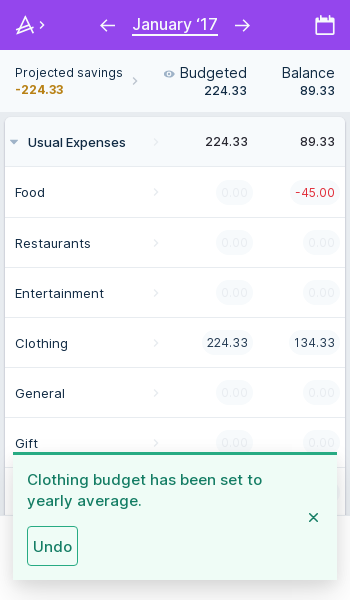 January ‘17
Projected savings
-224.33
Budgeted
224.33
Balance
89.33
Usual Expenses 224.33 89.33
Food 0.00 -45.00
Restaurants 0.00 0.00
Entertainment 0.00 0.00
Clothing 224.33 134.33
General 0.00 0.00
Gift 0.00 0.00
Clothing budget has been set to
yearly average.
Undo